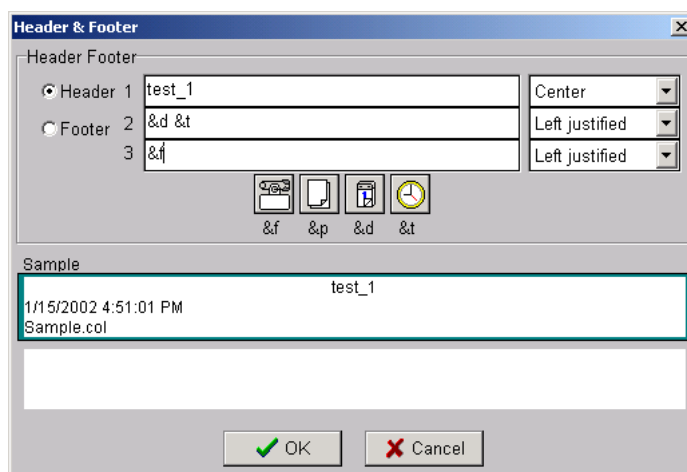 Header & Footer
Header Footer
Header 1 test_1 Center
Footer 2 &d &t Left justified
3 &f Left justified
&f &p &d &t
Sample
test_1
1/15/2002 4:51:01 PM
Sample.col
OK Cancel